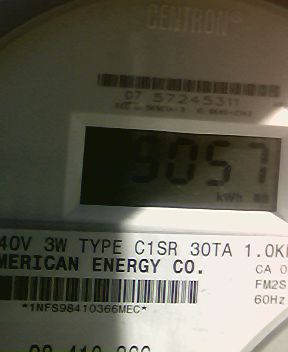 CENTRON®
07 57245311
9057
kWh
40V 3W TYPE C1SR 30TA 1.0K
MERICAN ENERGY CO.
CA 0
FM2S
60Hz
*1NFS98410366MEC*